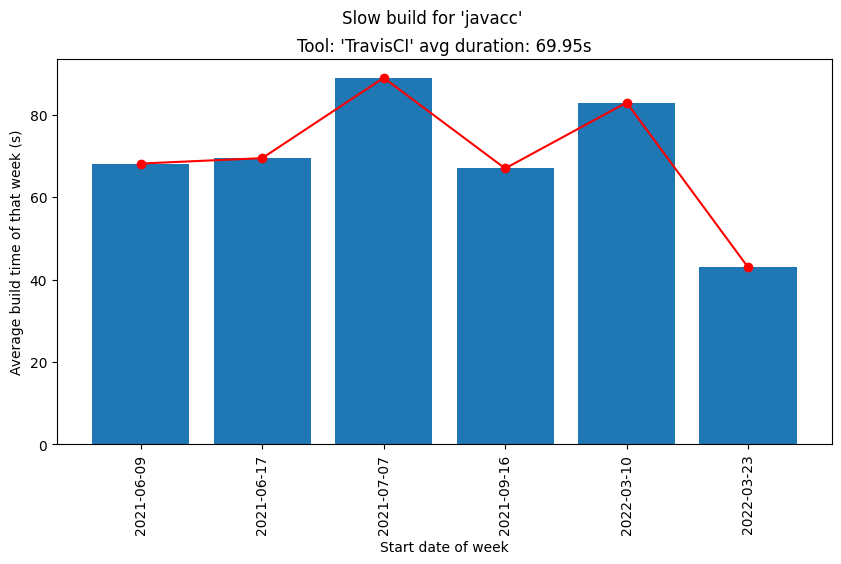 Slow build for 'javacc'
Tool: 'TravisCI' avg duration: 69.95s
Average build time of that week (s)
80
60
40
20
0
2021-06-09
2021-06-17
2021-07-07
2021-09-16
2022-03-10
2022-03-23
Start date of week